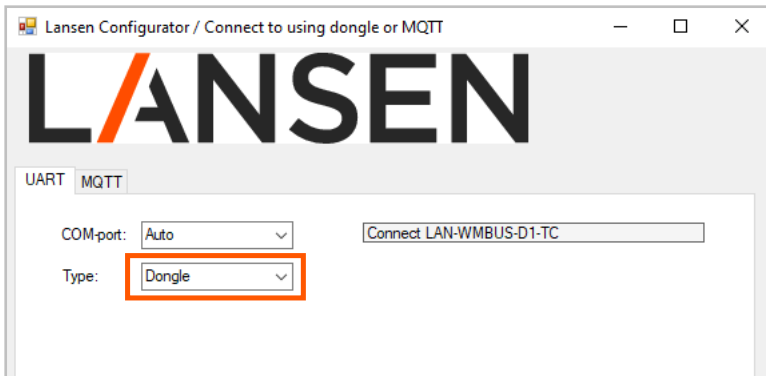 Lansen Configurator / Connect to using dongle or MQTT
LANSEN
UART MQTT
COM-port: Auto Connect LAN-WMBUS-D1-TC
Type: Dongle